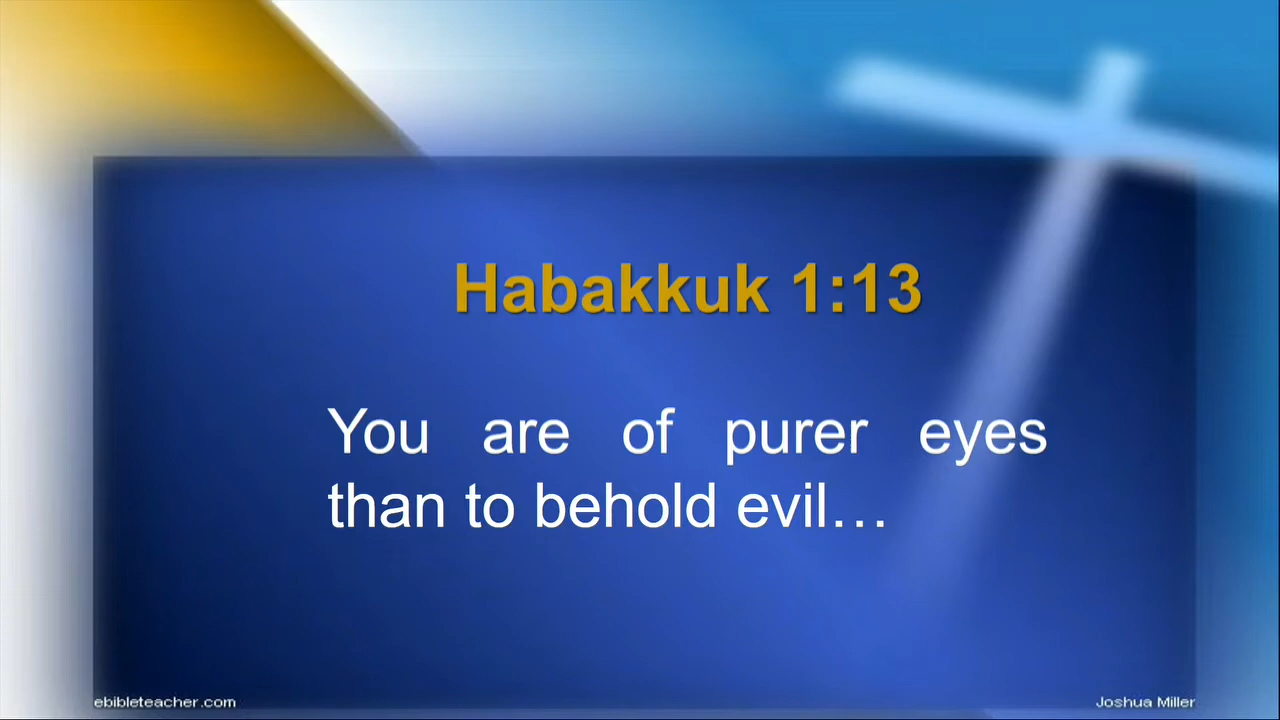 Habakkuk 1:13
You are of purer eyes
than to behold evil…
ebibleteacher.com
Joshua Miller